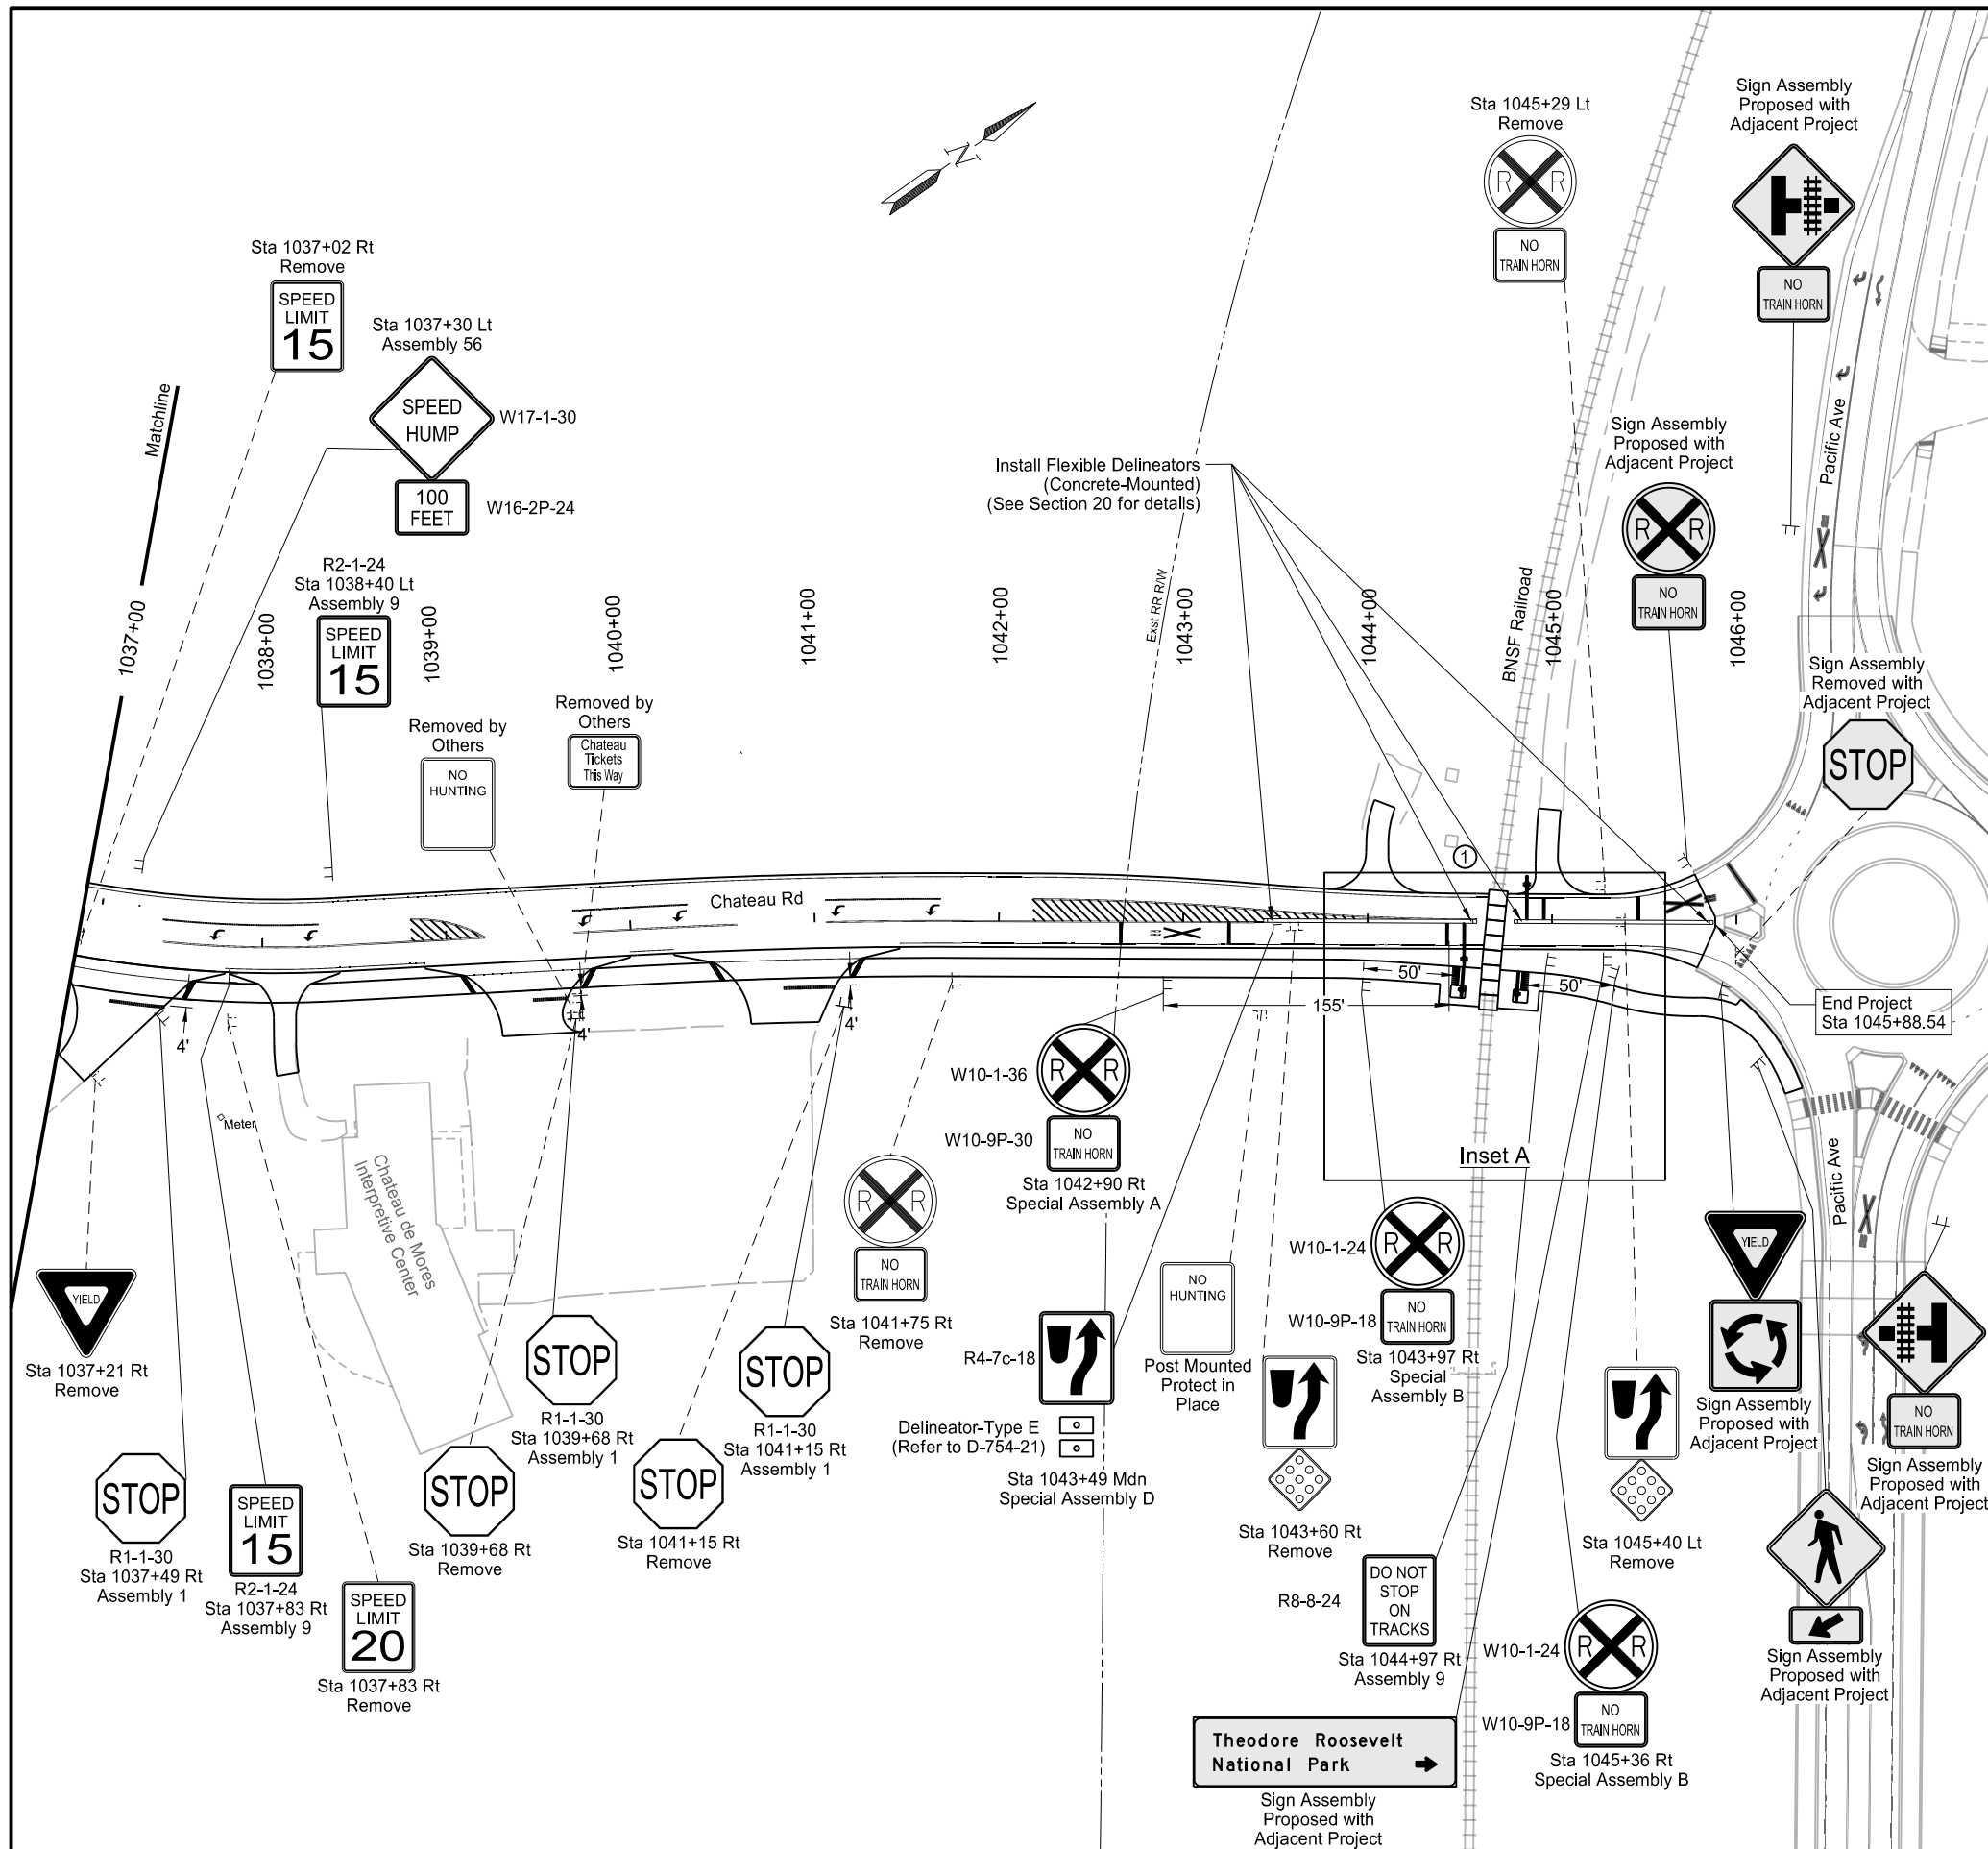 Sign Assembly
Proposed with
Adjacent Project
NO
TRAIN HORN
Sta 1045+29 Lt
Remove
R R
NO
TRAIN HORN
N
Sta 1037+02 Rt
Remove
SPEED
LIMIT
15
Sta 1037+30 Lt
Assembly 56
SPEED
HUMP
W17-1-30
100
FEET
W16-2P-24
Matchline
R2-1-24
Sta 1038+40 Lt
Assembly 9
SPEED
LIMIT
15
Install Flexible Delineators
(Concrete-Mounted)
(See Section 20 for details)
Sign Assembly
Proposed with
Adjacent Project
R R
NO
TRAIN HORN
Pacific Ave
1037+00
1038+00
1039+00
1040+00
1041+00
1042+00
Exst RR R/W
1043+00
1044+00
BNSF Railroad
1045+00
1046+00
Removed by
Others
NO
HUNTING
Removed by
Others
Chateau
Tickets
This Way
Sign Assembly
Removed with
Adjacent Project
STOP
1
Chateau Rd
50'
50'
155'
4'
4'
4'
End Project
Sta 1045+88.54
Meter
Chateau de Mores
Interpretive Center
Inset A
Pacific Ave
W10-1-36
R R
W10-9P-30
NO
TRAIN HORN
Sta 1042+90 Rt
Special Assembly A
R R
NO
TRAIN HORN
Sta 1041+75 Rt
Remove
YIELD
Sta 1037+21 Rt
Remove
STOP
R1-1-30
Sta 1037+49 Rt
Assembly 1
SPEED
LIMIT
15
R2-1-24
Sta 1037+83 Rt
Assembly 9
SPEED
LIMIT
20
Sta 1037+83 Rt
Remove
STOP
Sta 1039+68 Rt
Remove
STOP
R1-1-30
Sta 1039+68 Rt
Assembly 1
STOP
Sta 1041+15 Rt
Remove
STOP
R1-1-30
Sta 1041+15 Rt
Assembly 1
R4-7c-18
Delineator-Type E
(Refer to D-754-21)
Sta 1043+49 Mdn
Special Assembly D
NO
HUNTING
Post Mounted
Protect in
Place
Sta 1043+60 Rt
Remove
W10-1-24
R R
W10-9P-18
NO
TRAIN HORN
Sta 1043+97 Rt
Special
Assembly B
R8-8-24
DO NOT
STOP
ON
TRACKS
Sta 1044+97 Rt
Assembly 9
Theodore Roosevelt
National Park
Sign Assembly
Proposed with
Adjacent Project
Sta 1045+40 Lt
Remove
W10-1-24
R R
W10-9P-18
NO
TRAIN HORN
Sta 1045+36 Rt
Special Assembly B
YIELD
Sign Assembly
Proposed with
Adjacent Project
NO
TRAIN HORN
Sign Assembly
Proposed with
Adjacent Project
Sign Assembly
Proposed with
Adjacent Project